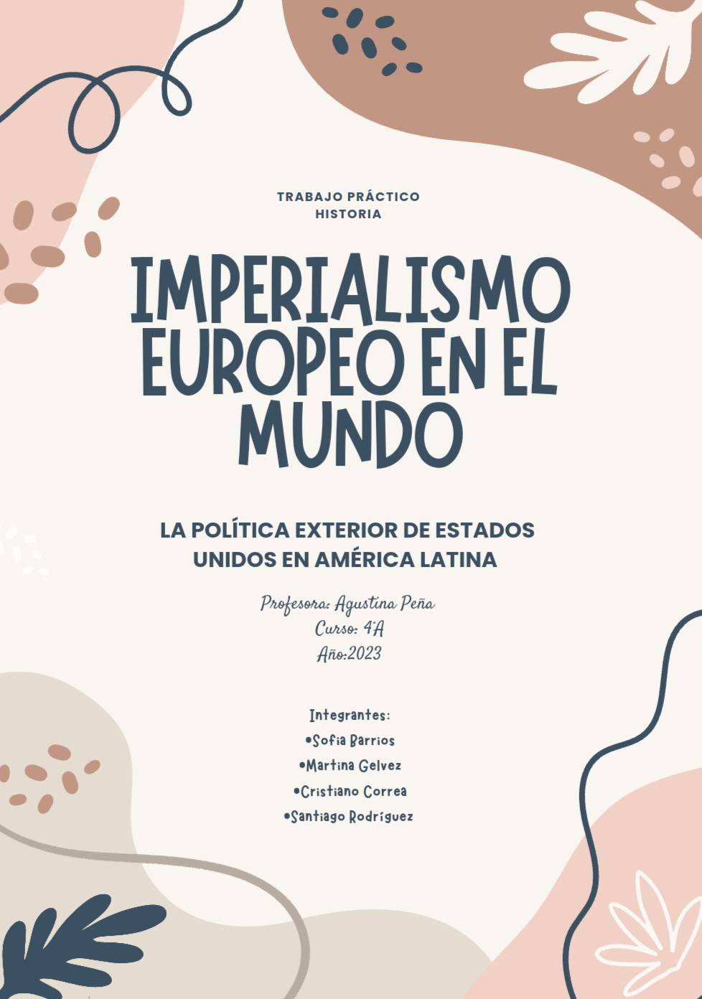 TRABAJO PRÁCTICO
HISTORIA
IMPERIALISMO
EUROPEO EN EL
MUNDO
LA POLÍTICA EXTERIOR DE ESTADOS
UNIDOS EN AMÉRICA LATINA
Profesora: Agustina Peña
Curso: 4°A
Año:2023
Integrantes:
•Sofia Barrios
•Martina Gelvez
•Cristiano Correa
•Santiago Rodríguez